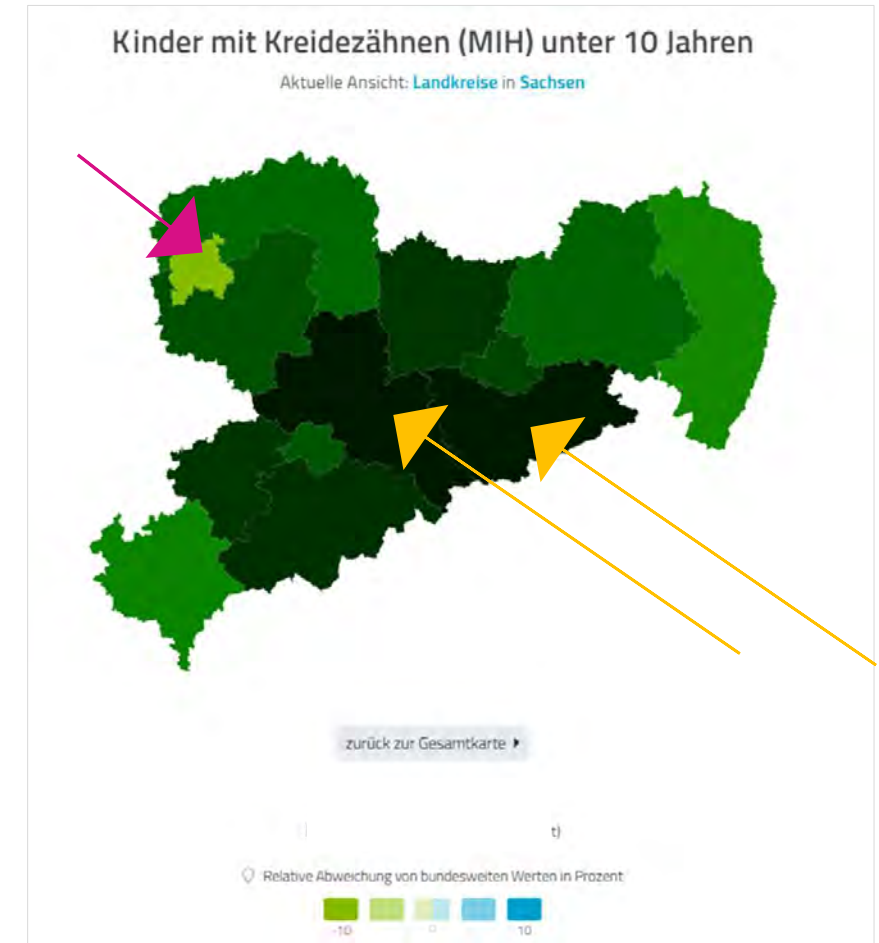 Kinder mit Kreidezähnen (MIH) unter 10 Jahren
Aktuelle Ansicht: Landkreise in Sachsen
zurück zur Gesamtkarte
t)
Relative Abweichung von bundesweiten Werten in Prozent
-10 0 10